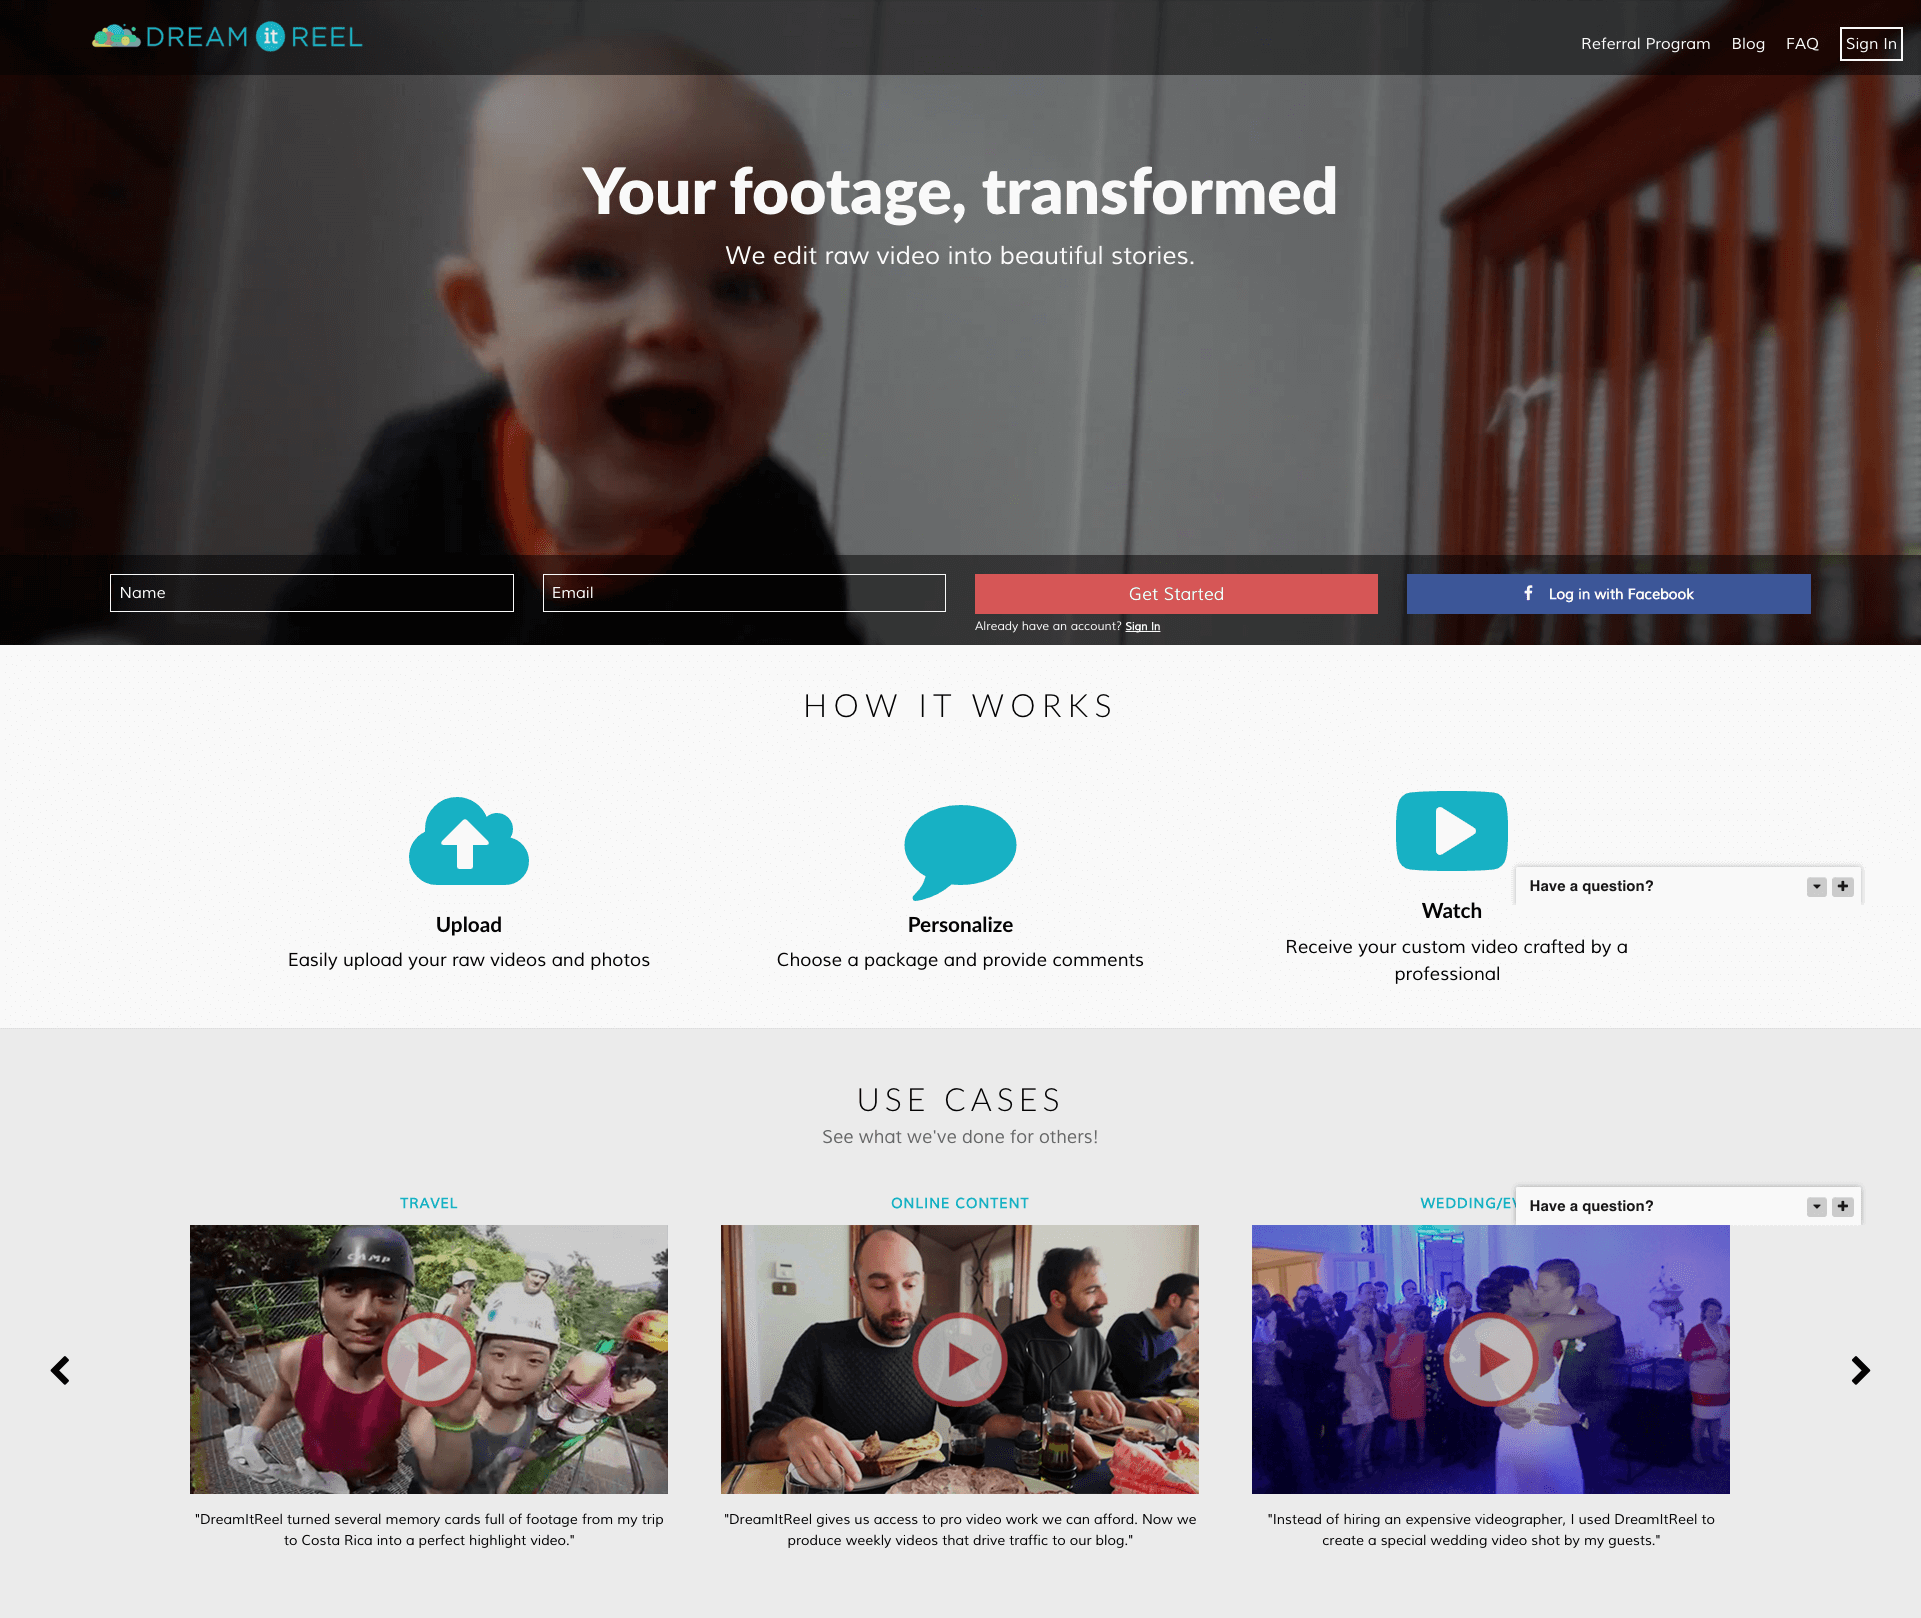 DREAM it REEL
Referral Program Blog FAQ Sign In
Your footage, transformed
We edit raw video into beautiful stories.
Name
Email
Get Started
f Log in with Facebook
Already have an account? Sign In
HOW IT WORKS
Upload
Easily upload your raw videos and photos
Personalize
Choose a package and provide comments
Watch
Receive your custom video crafted by a
professional
Have a question?
USE CASES
See what we've done for others!
TRAVEL
CAMP
"DreamItReel turned several memory cards full of footage from my trip
to Costa Rica into a perfect highlight video."
ONLINE CONTENT
"DreamItReel gives us access to pro video work we can afford. Now we
produce weekly videos that drive traffic to our blog."
Have a question?
"Instead of hiring an expensive videographer, I used DreamItReel to
create a special wedding video shot by my guests."